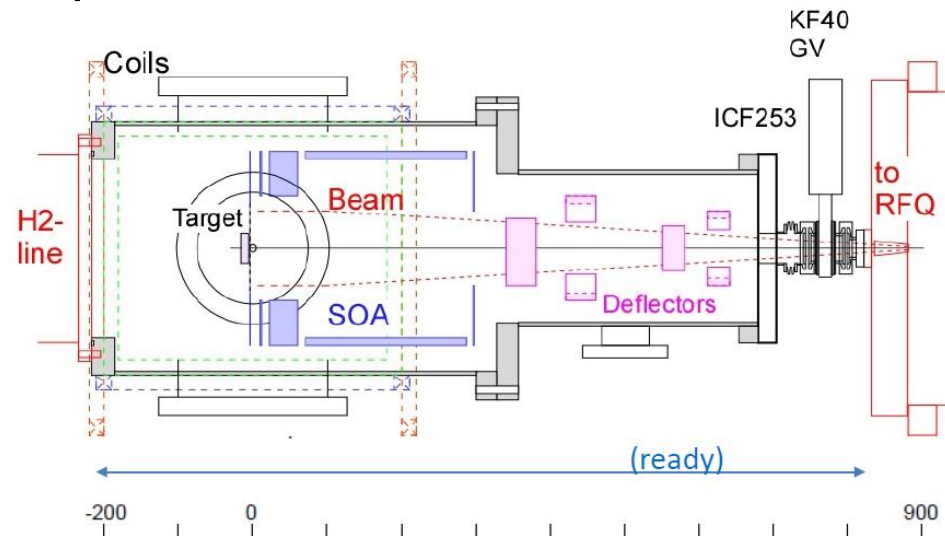 KF40
GV
Coils
ICF253
to
RFQ
H2-
line
Target
Beam
SOA
Deflectors
(ready)
-200 0 900